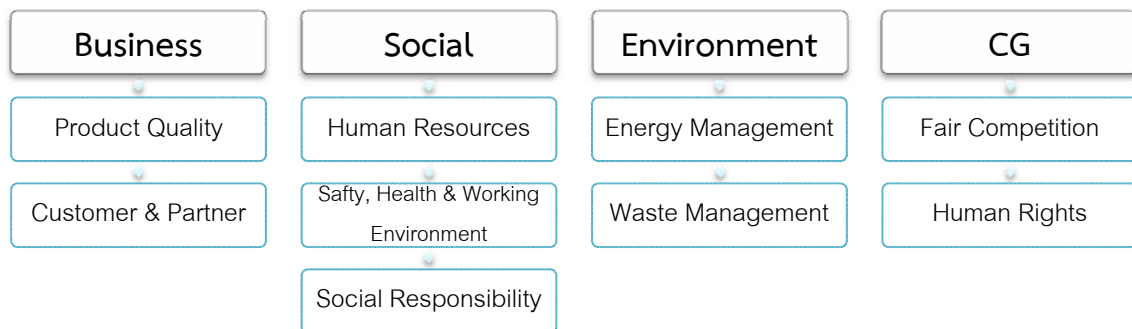 Business
Product Quality
Customer & Partner
Social
Human Resources
Safty, Health & Working
Environment
Social Responsibility
Environment
Energy Management
Waste Management
CG
Fair Competition
Human Rights